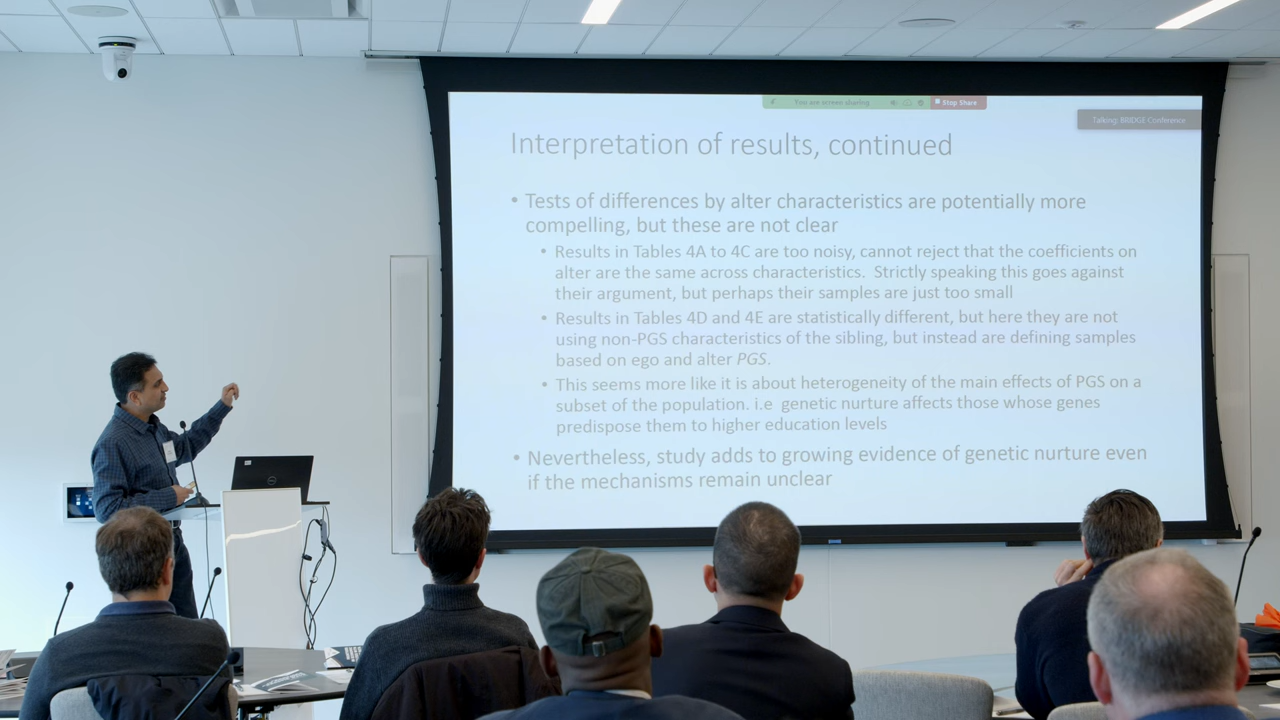 You are screen sharing
Stop Share
Talking: BRIDGE Conference
Interpretation of results, continued
• Tests of differences by alter characteristics are potentially more
compelling, but these are not clear
• Results in Tables 4A to 4C are too noisy, cannot reject that the coefficients on
alter are the same across characteristics. Strictly speaking this goes against
their argument, but perhaps their samples are just too small
• Results in Tables 4D and 4E are statistically different, but here they are not
using non-PGS characteristics of the sibling, but instead are defining samples
based on ego and alter PGS.
• This seems more like it is about heterogeneity of the main effects of PGS on a
subset of the population. i.e genetic nurture affects those whose genes
predispose them to higher education levels
• Nevertheless, study adds to growing evidence of genetic nurture even
if the mechanisms remain unclear
DELL